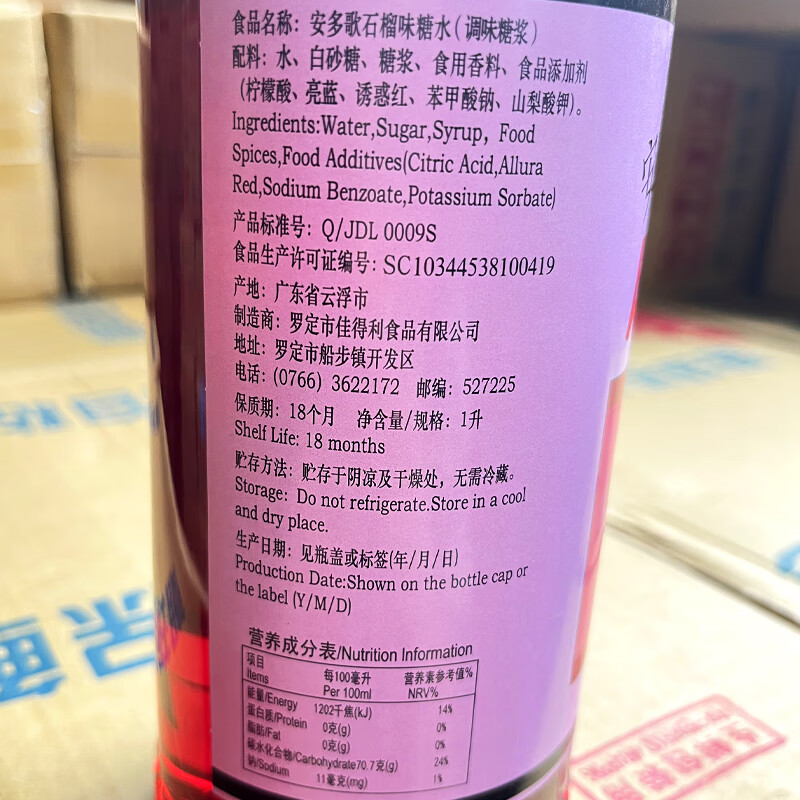 食品名称：安多歌石榴味糖水（调味糖浆）
配料：水、白砂糖、糖浆、食用香料、食品添加剂
（柠檬酸、亮蓝、诱惑红、苯甲酸钠、山梨酸钾）。
Ingredients:Water,Sugar,Syrup, Food
Spices,Food Additives(Citric Acid,Allura
Red,Sodium Benzoate,Potassium Sorbate)
产品标准号：Q/JDL 0009S
食品生产许可证编号：SC10344538100419
产地：广东省云浮市
制造商：罗定市佳得利食品有限公司
地址：罗定市船步镇开发区
电话：(0766) 3622172 邮编：527225
保质期：18个月 净含量/规格：1升
Shelf Life: 18 months
贮存方法：贮存于阴凉及干燥处，无需冷藏。
Storage: Do not refrigerate.Store in a cool
and dry place.
生产日期：见瓶盖或标签(年/月/日)
Production Date:Shown on the bottle cap or
the label (Y/M/D)
营养成分表/Nutrition Information
项目 每100毫升 营养素参考值%
Items Per 100ml NRV%
能量/Energy 1202千焦(kJ) 14%
蛋白质/Protein 0克(g) 0%
脂肪/Fat 0克(g) 0%
碳水化合物/Carbohydrate 70.7克(g) 24%
钠/Sodium 11毫克(mg) 1%